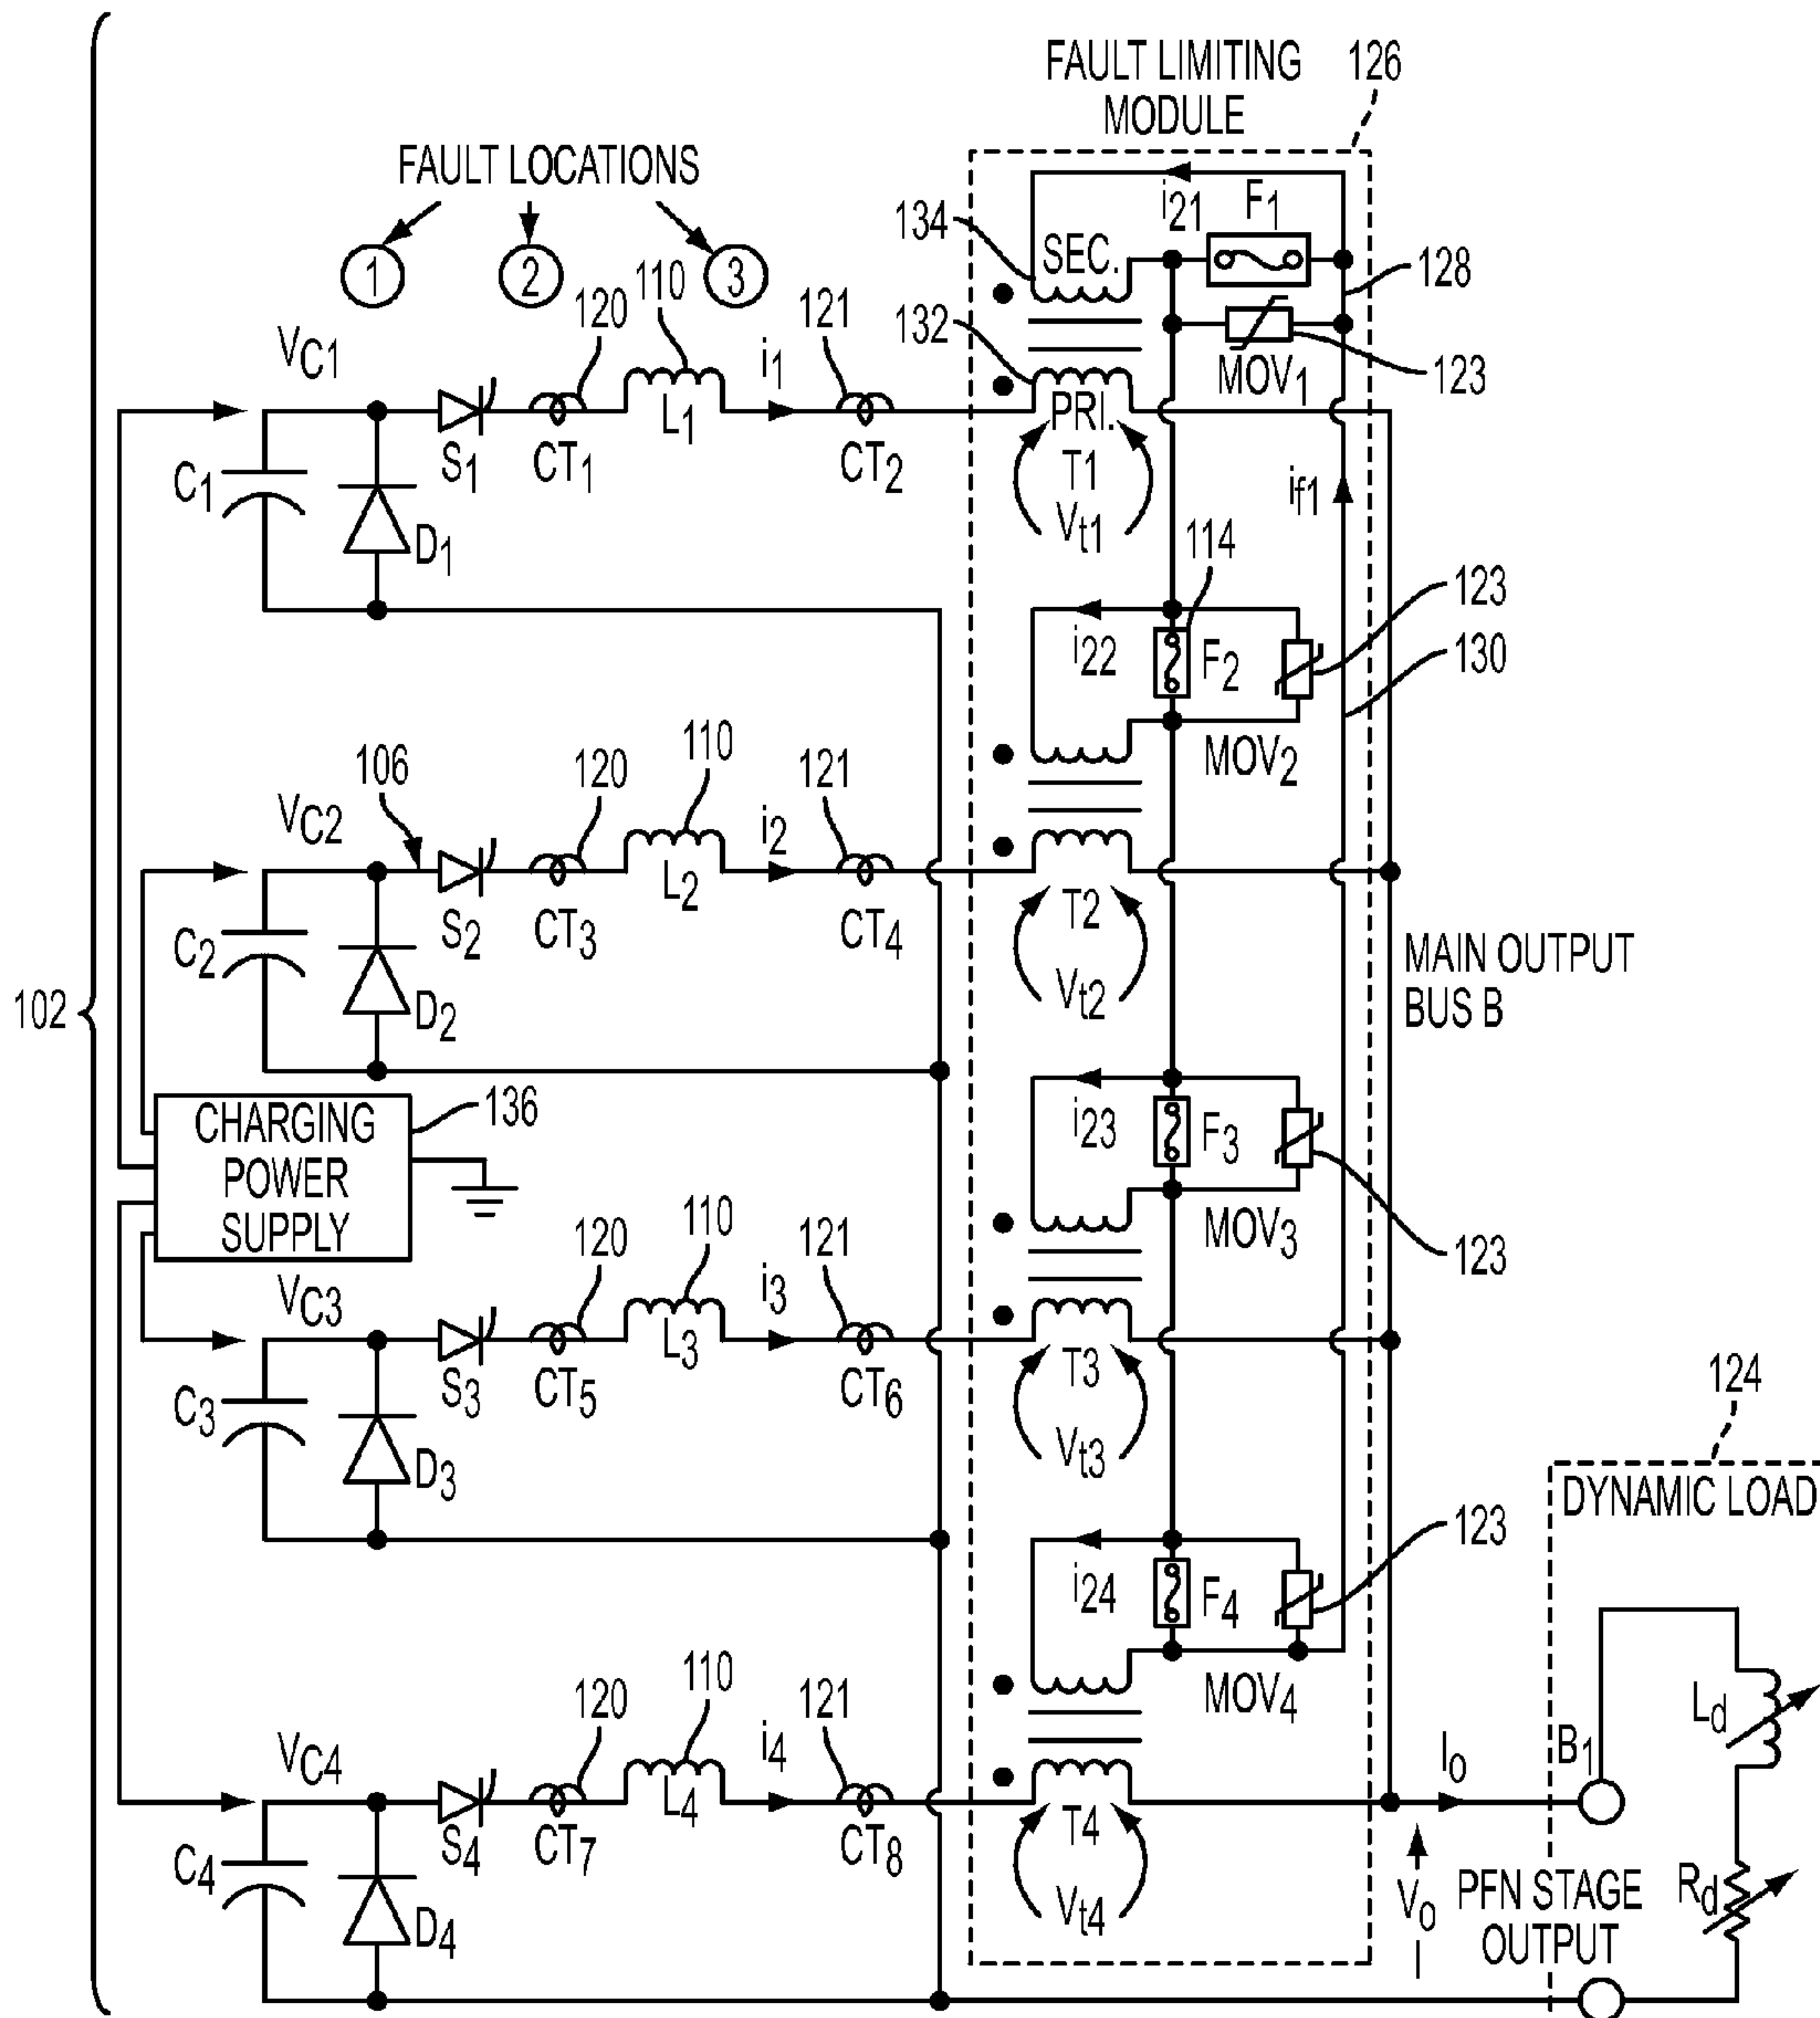 FAULT LIMITING
MODULE
126
FAULT LOCATIONS
1
2
3
134
SEC.
i21
F1
128
110
120
121
132
MOV1
123
VC1
i1
C1
S1
CT1
L1
CT2
PRI.
T1
Vt1
if1
D1
114
123
i22
F2
130
MOV2
106
VC2
120
110
121
i2
C2
S2
CT3
L2
CT4
T2
Vt2
MAIN OUTPUT
BUS B
102
D2
CHARGING
POWER
SUPPLY
136
i23
F3
MOV3
123
VC3
120
110
121
i3
C3
S3
CT5
L3
CT6
T3
Vt3
124
D3
DYNAMIC LOAD
123
i24
F4
MOV4
VC4
120
110
121
i4
C4
S4
CT7
L4
CT8
T4
Vt4
Io
B1
Ld
D4
Vo
PFN STAGE
OUTPUT
Rd